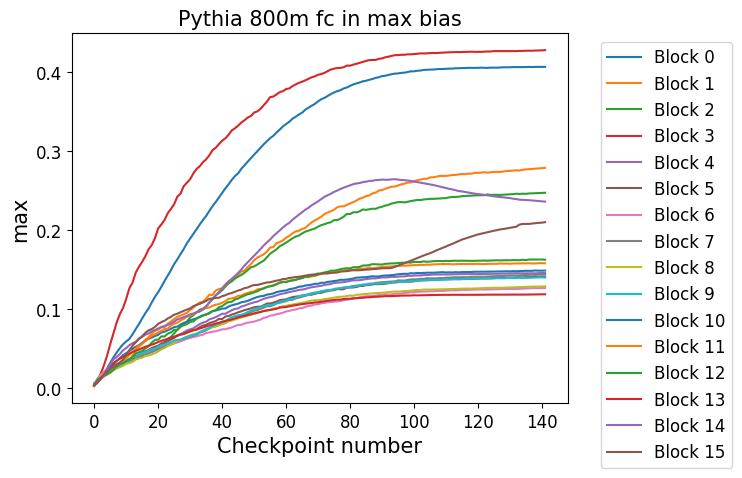 Pythia 800m fc in max bias
max
0.4
0.3
0.2
0.1
0.0
0 20 40 60 80 100 120 140
Checkpoint number
Block 0
Block 1
Block 2
Block 3
Block 4
Block 5
Block 6
Block 7
Block 8
Block 9
Block 10
Block 11
Block 12
Block 13
Block 14
Block 15